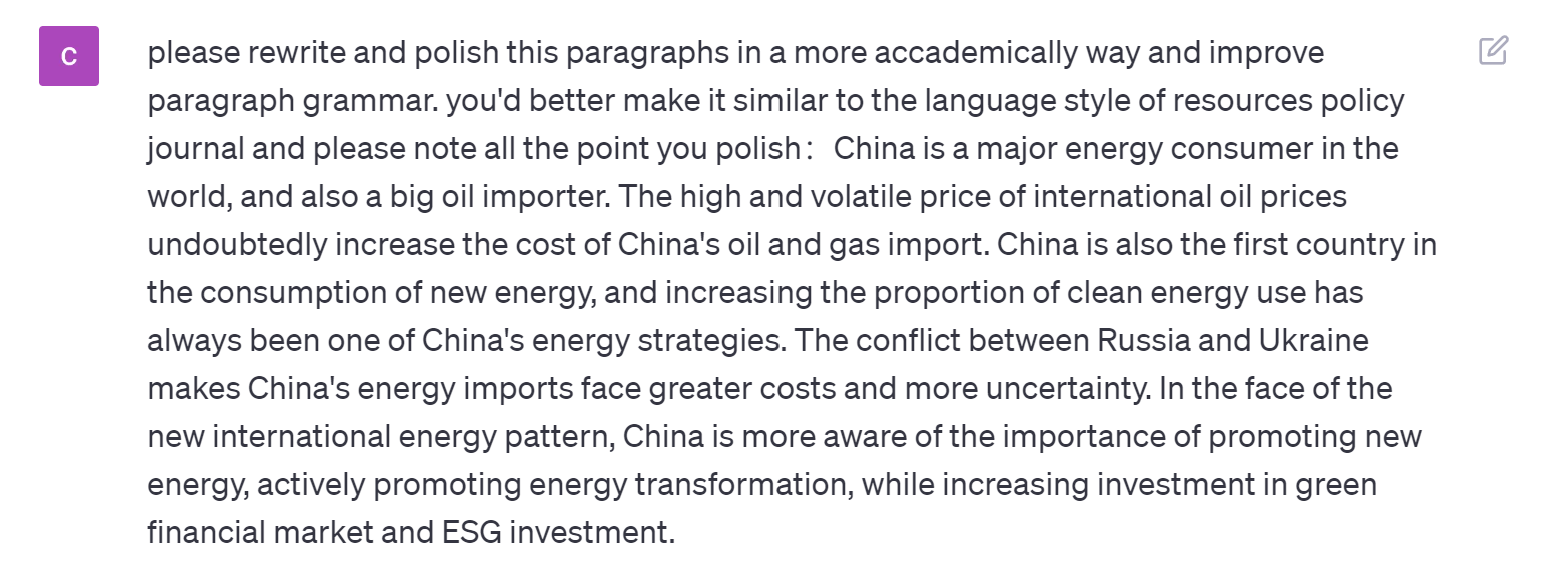 C
please rewrite and polish this paragraphs in a more accademically way and improve
paragraph grammar. you'd better make it similar to the language style of resources policy
journal and please note all the point you polish： China is a major energy consumer in the
world, and also a big oil importer. The high and volatile price of international oil prices
undoubtedly increase the cost of China's oil and gas import. China is also the first country in
the consumption of new energy, and increasing the proportion of clean energy use has
always been one of China's energy strategies. The conflict between Russia and Ukraine
makes China's energy imports face greater costs and more uncertainty. In the face of the
new international energy pattern, China is more aware of the importance of promoting new
energy, actively promoting energy transformation, while increasing investment in green
financial market and ESG investment.